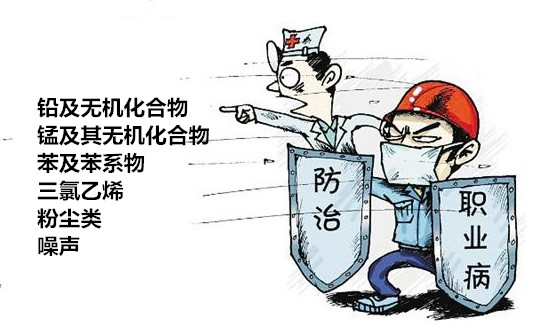 铅及无机化合物
锰及其无机化合物
苯及苯系物
三氯乙烯
粉尘类
噪声
防治
职业病